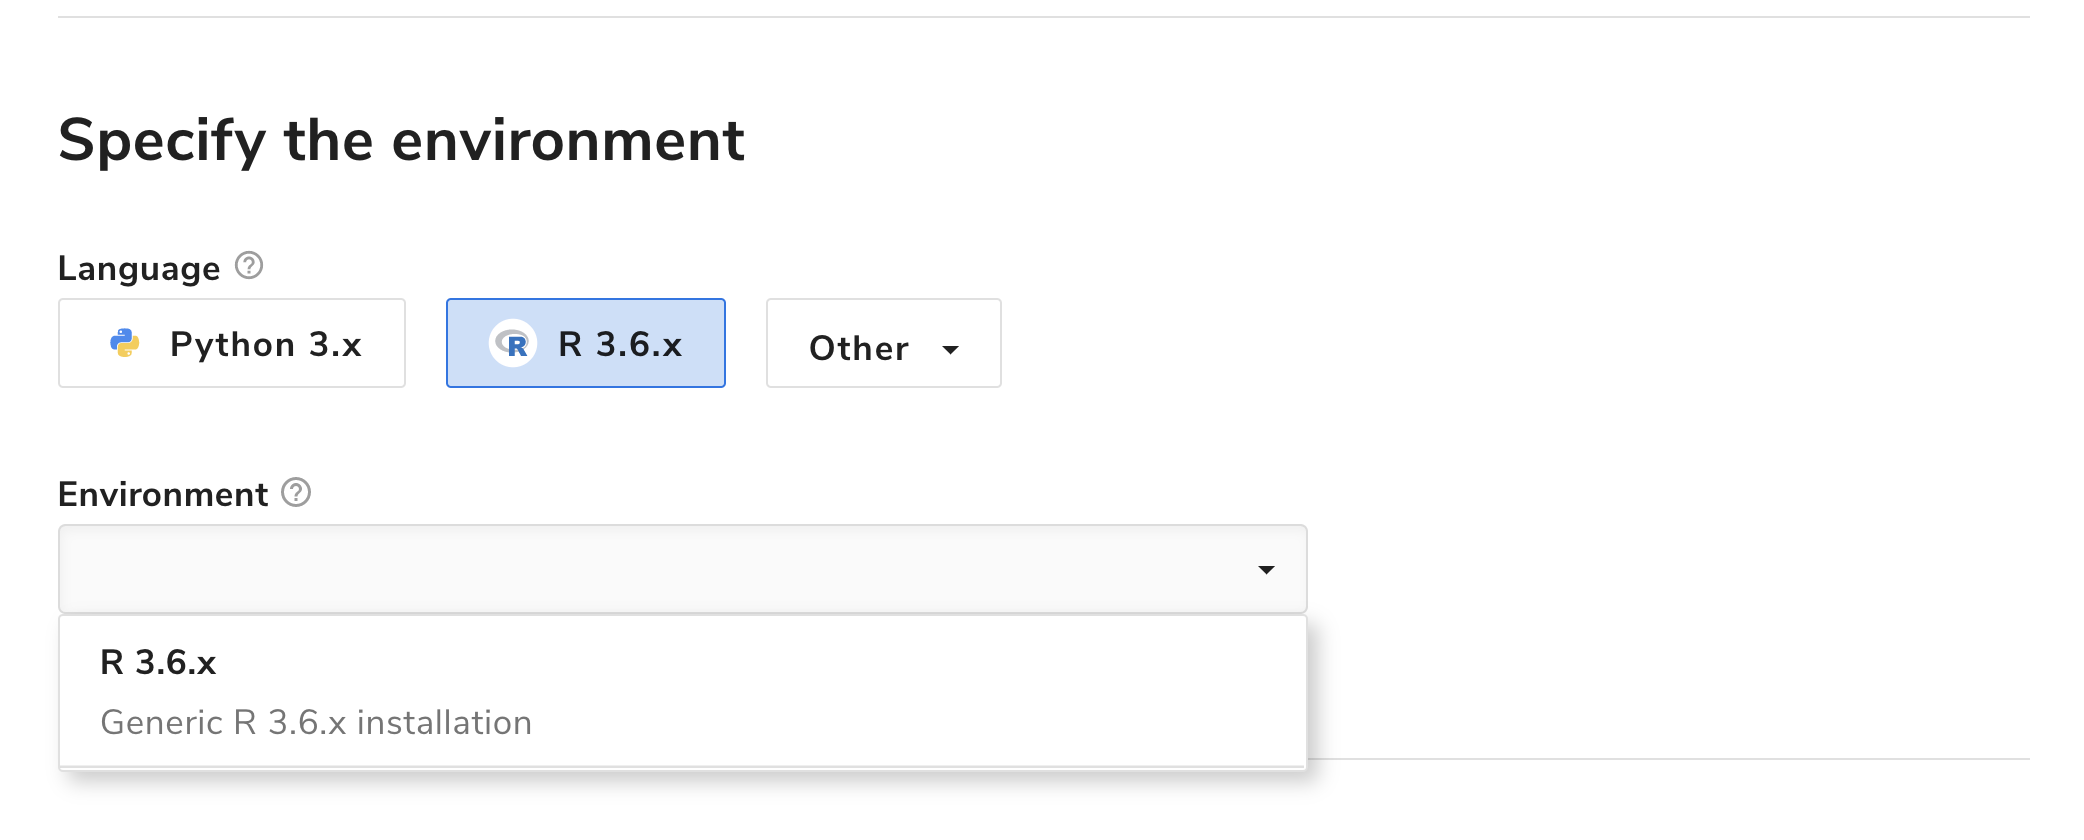 Specify the environment
Language ?
Python 3.x
R R 3.6.x
Other
Environment ?
R 3.6.x
Generic R 3.6.x installation